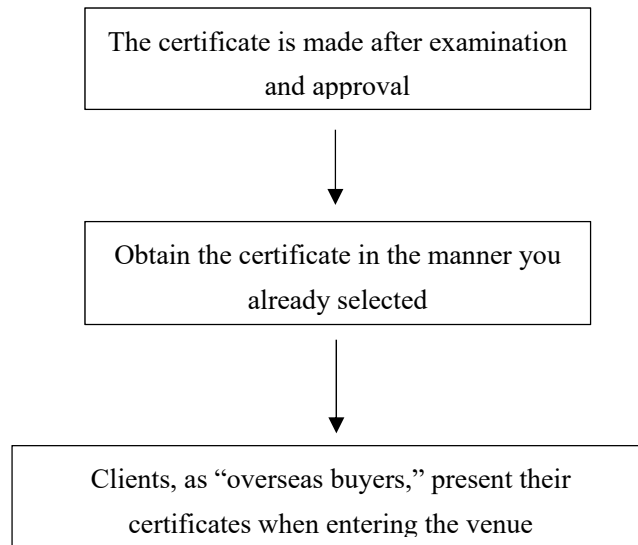 The certificate is made after examination
and approval
Obtain the certificate in the manner you
already selected
Clients, as “overseas buyers,” present their
certificates when entering the venue